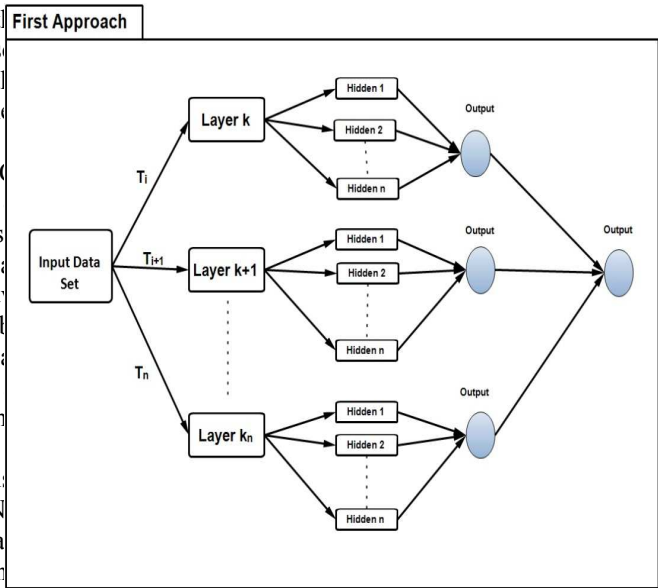 First Approach
Hidden 1
Output
Layer k
Hidden 2
Hidden n
Ti
Output
Output
Hidden 1
Input Data
Set
Ti+1
Layer k+1
Hidden 2
Hidden n
Tn
Output
Hidden 1
Layer kn
Hidden 2
Hidden n